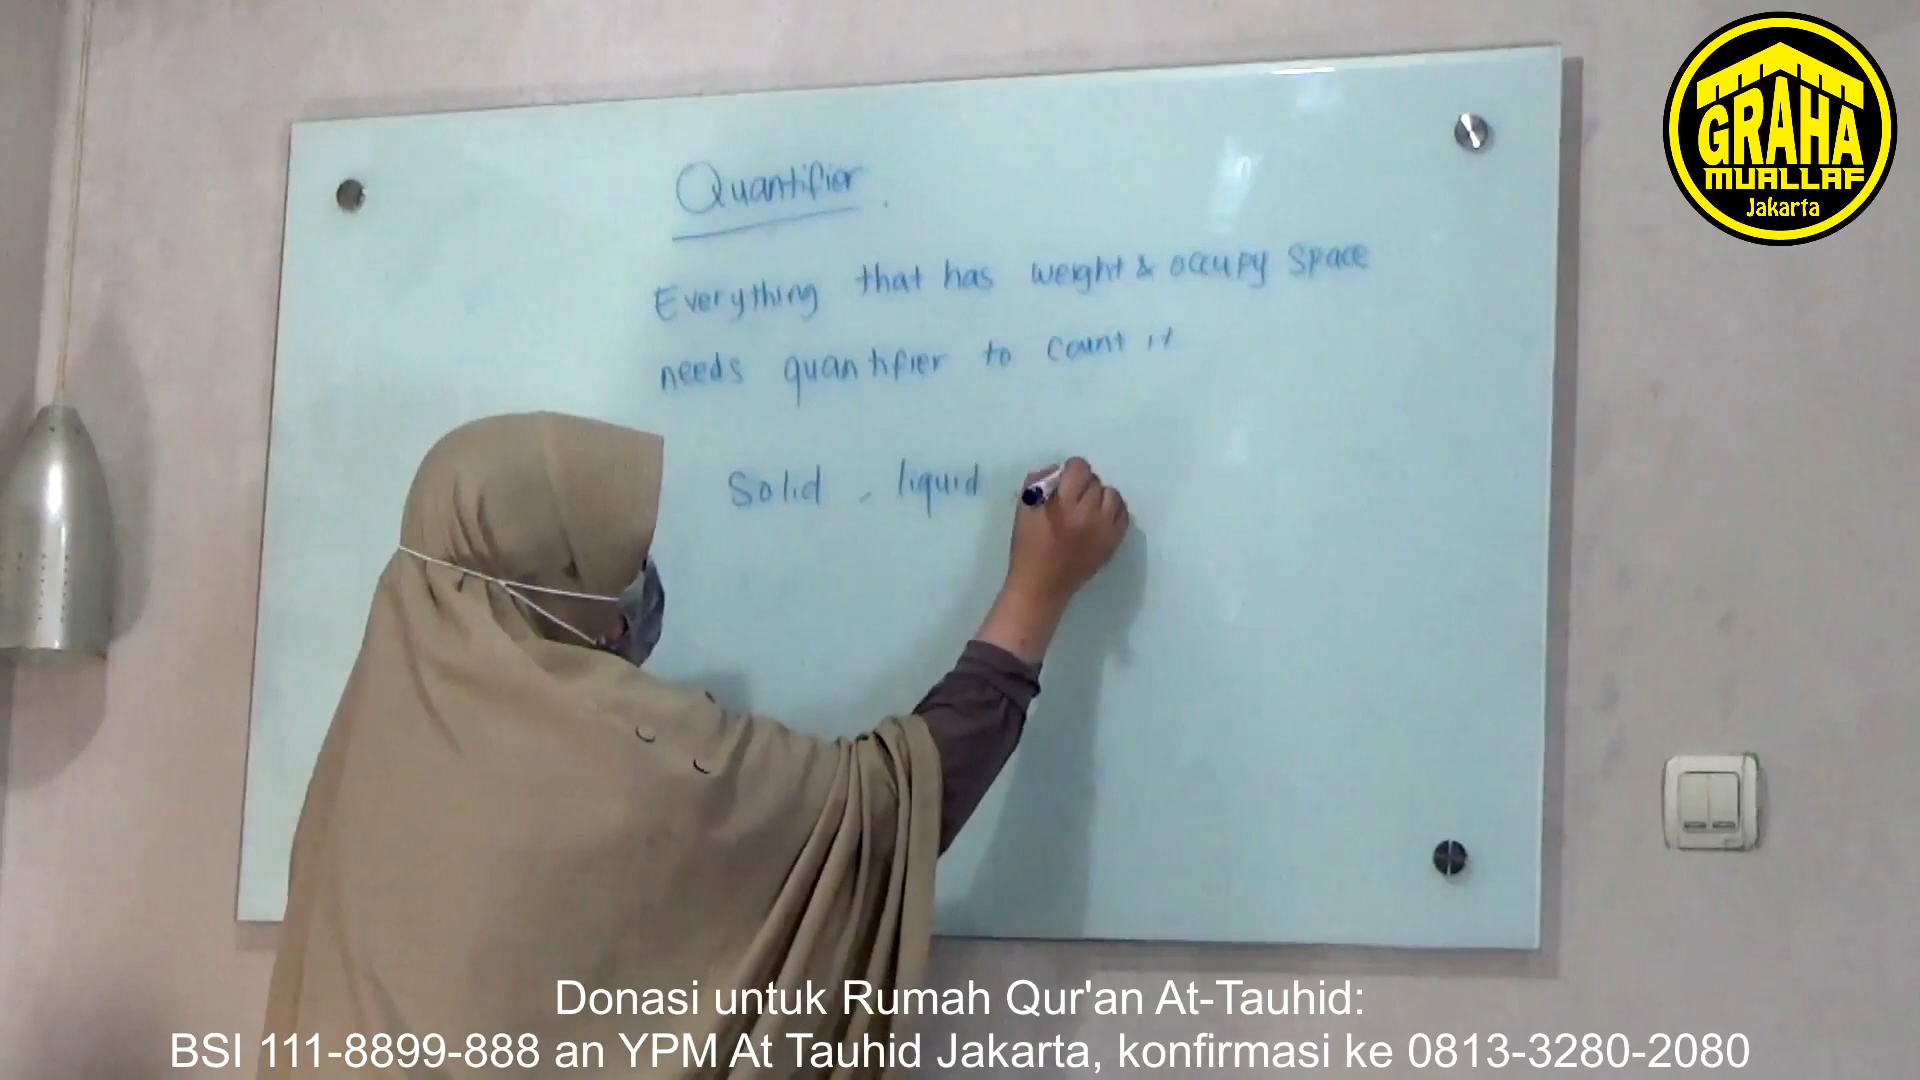 GRAHA
MUALLAF
Jakarta
Quantifier
Everything that has weight & occupy space
needs quantifier to count it
Solid , liquid
Donasi untuk Rumah Qur'an At-Tauhid:
BSI 111-8899-888 an YPM At Tauhid Jakarta, konfirmasi ke 0813-3280-2080